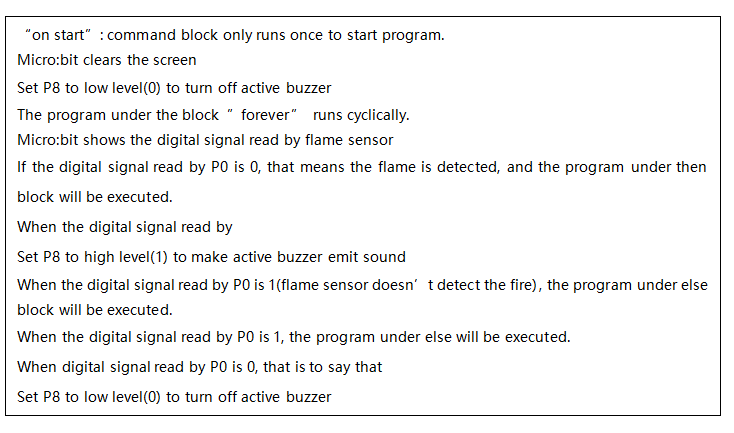 “on start”: command block only runs once to start program.
Micro:bit clears the screen
Set P8 to low level(0) to turn off active buzzer
The program under the block “forever” runs cyclically.
Micro:bit shows the digital signal read by flame sensor
If the digital signal read by P0 is 0, that means the flame is detected, and the program under then
block will be executed.
When the digital signal read by
Set P8 to high level(1) to make active buzzer emit sound
When the digital signal read by P0 is 1(flame sensor doesn’t detect the fire), the program under else
block will be executed.
When the digital signal read by P0 is 1, the program under else will be executed.
When digital signal read by P0 is 0, that is to say that
Set P8 to low level(0) to turn off active buzzer